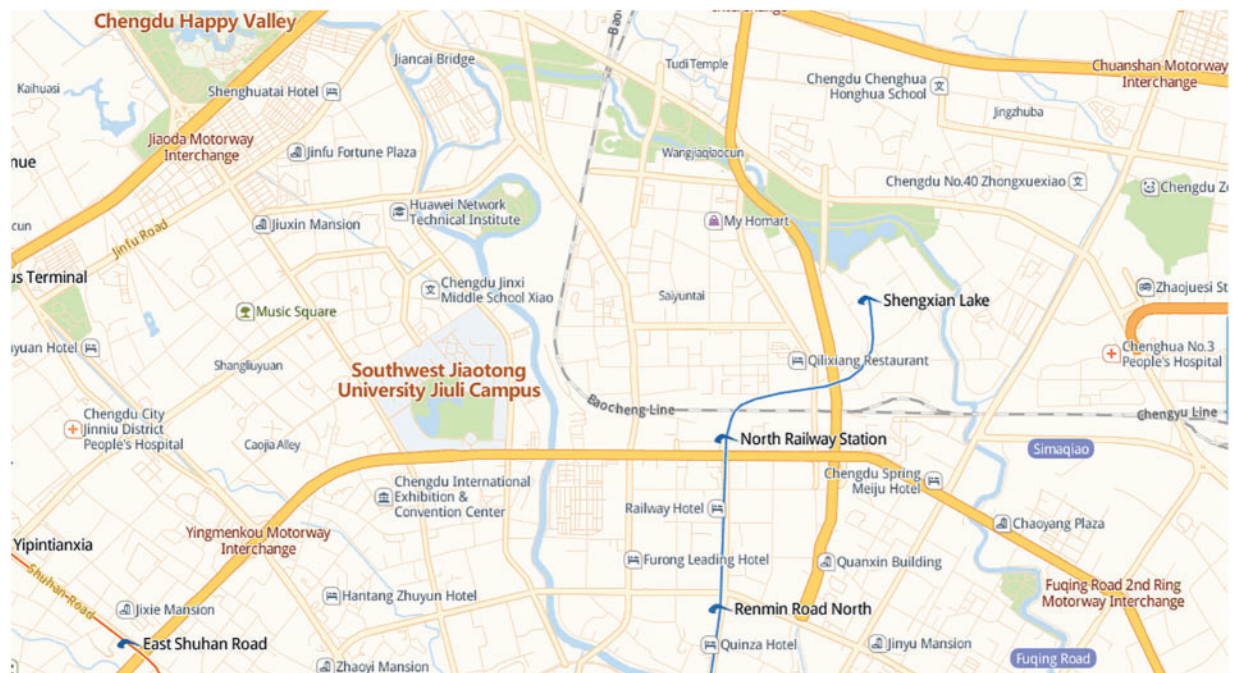 Chengdu Happy Valley
Interchange
Baoc
Jiancai Bridge
Tudi Temple
Chuanshan Motorway
Interchange
Kaihuasi
Shenghuatai Hotel
Chengdu Chenghua
Honghua School
Jingzhuba
Jiaoda Motorway
Interchange
nue
Jinfu Fortune Plaza
Wangjiaqiaocun
Chengdu No.40 Zhongxuexiao
Chengdu Zo
cun
Jiuxin Mansion
Huawei Network
Technical Institute
My Homart
Jinfu Road
us Terminal
Chengdu Jinxi
Middle School Xiao
Saiyuntai
Shengxian Lake
Zhaojuesi St
Music Square
yuan Hotel
Shangliuyuan
Southwest Jiaotong
University Jiuli Campus
Qilixiang Restaurant
Chenghua No.3
People's Hospital
Baocheng Line
Chengyu Line
Chengdu City
Jinniu District
People's Hospital
Caojia Alley
North Railway Station
Simaqiao
Chengdu International
Exhibition &
Convention Center
Chengdu Spring
Meiju Hotel
Railway Hotel
Chaoyang Plaza
Yingmenkou Motorway
Interchange
Yipintianxia
Furong Leading Hotel
Quanxin Building
Shuhan Road
Fuqing Road 2nd Ring
Motorway Interchange
Jixie Mansion
Hantang Zhuyun Hotel
Renmin Road North
East Shuhan Road
Quinza Hotel
Jinyu Mansion
Zhaoyi Mansion
Fuqing Road